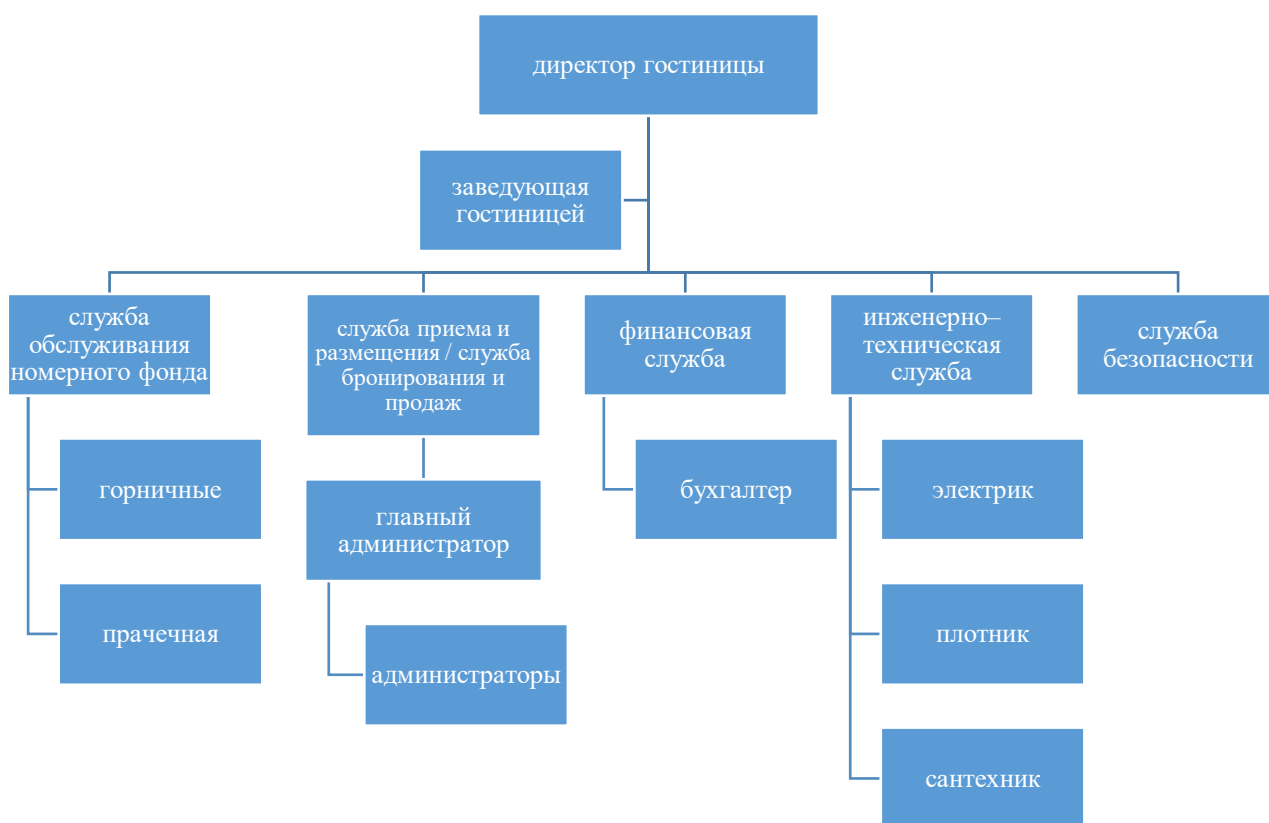 директор гостиницы
заведующая
гостиницей
служба
обслуживания
номерного фонда
служба приема и
размещения / служба
бронирования и
продаж
финансовая
служба
инженерно–
техническая
служба
служба
безопасности
горничные
прачечная
главный
администратор
администраторы
бухгалтер
электрик
плотник
сантехник